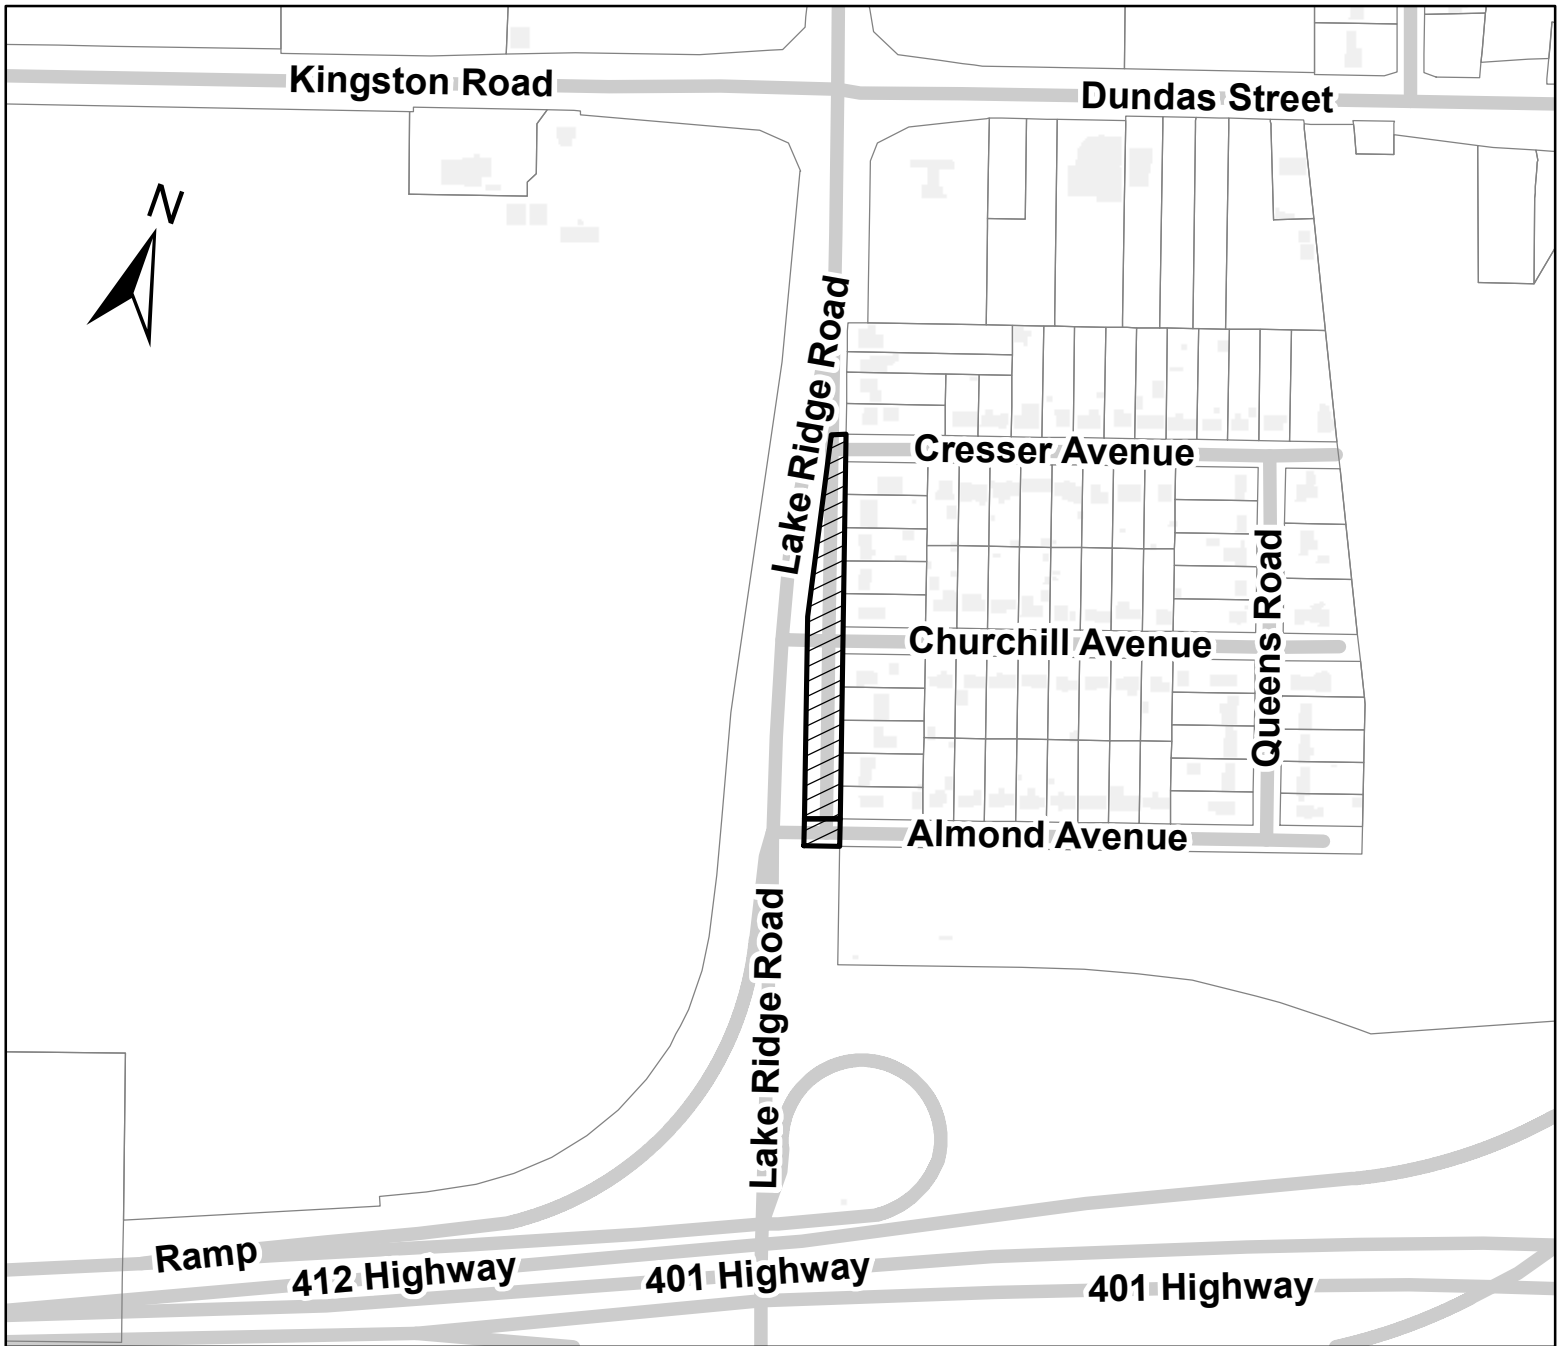 Kingston Road
Dundas Street
N
Lake Ridge Road
Cresser Avenue
Queens Road
Churchill Avenue
Almond Avenue
Lake Ridge Road
Ramp
412 Highway
401 Highway
401 Highway